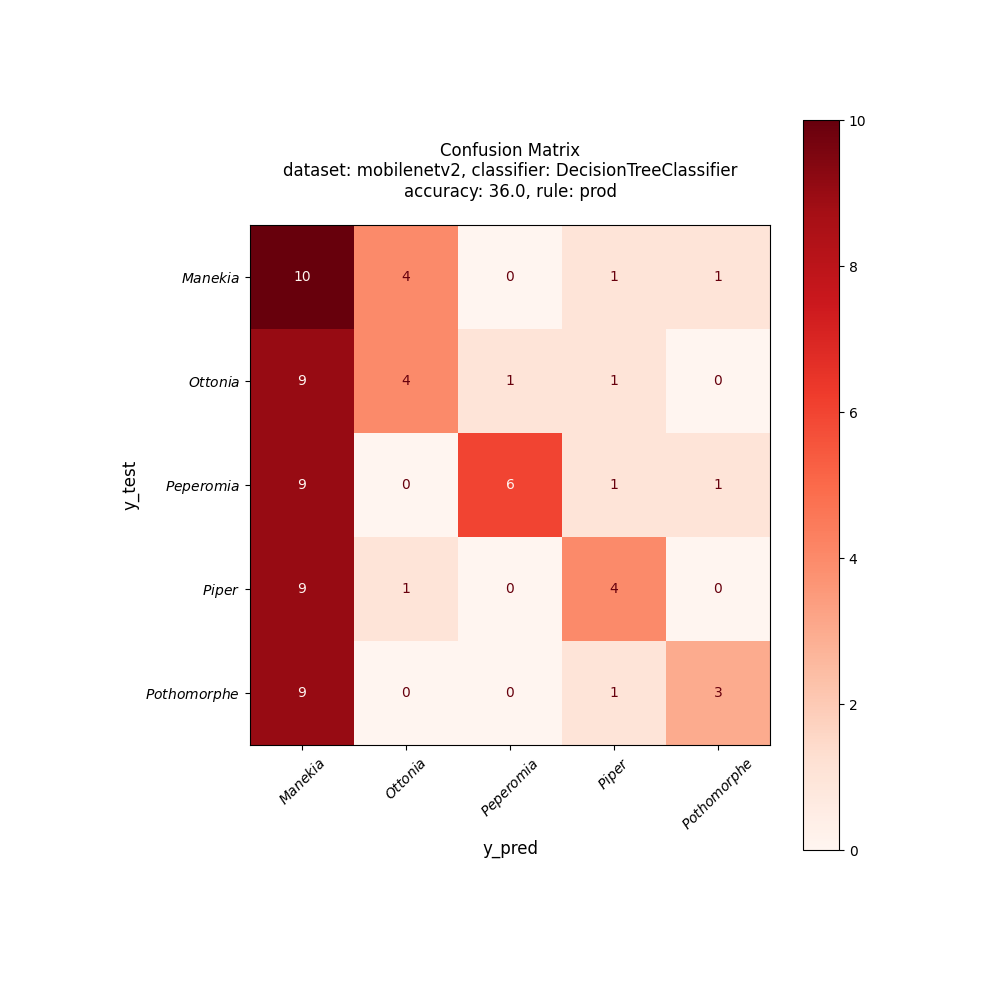 Confusion Matrix
dataset: mobilenetv2, classifier: DecisionTreeClassifier
accuracy: 36.0, rule: prod
y_test
Manekia 10 4 0 1 1
Ottonia 9 4 1 1 0
Peperomia 9 0 6 1 1
Piper 9 1 0 4 0
Pothomorphe 9 0 0 1 3
Manekia Ottonia Peperomia Piper Pothomorphe
y_pred
10
8
6
4
2
0